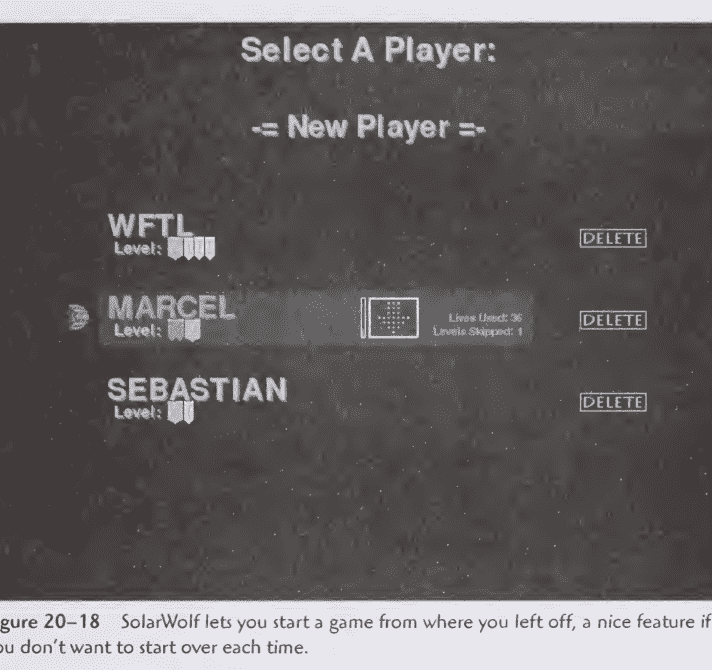 Select A Player:
-= New Player =-
WFTL
Level:
DELETE
MARCEL
Level:
Lives Used: 36
Levels Skipped: 1
DELETE
SEBASTIAN
Level:
DELETE
gure 20–18 SolarWolf lets you start a game from where you left off, a nice feature if
ou don't want to start over each time.